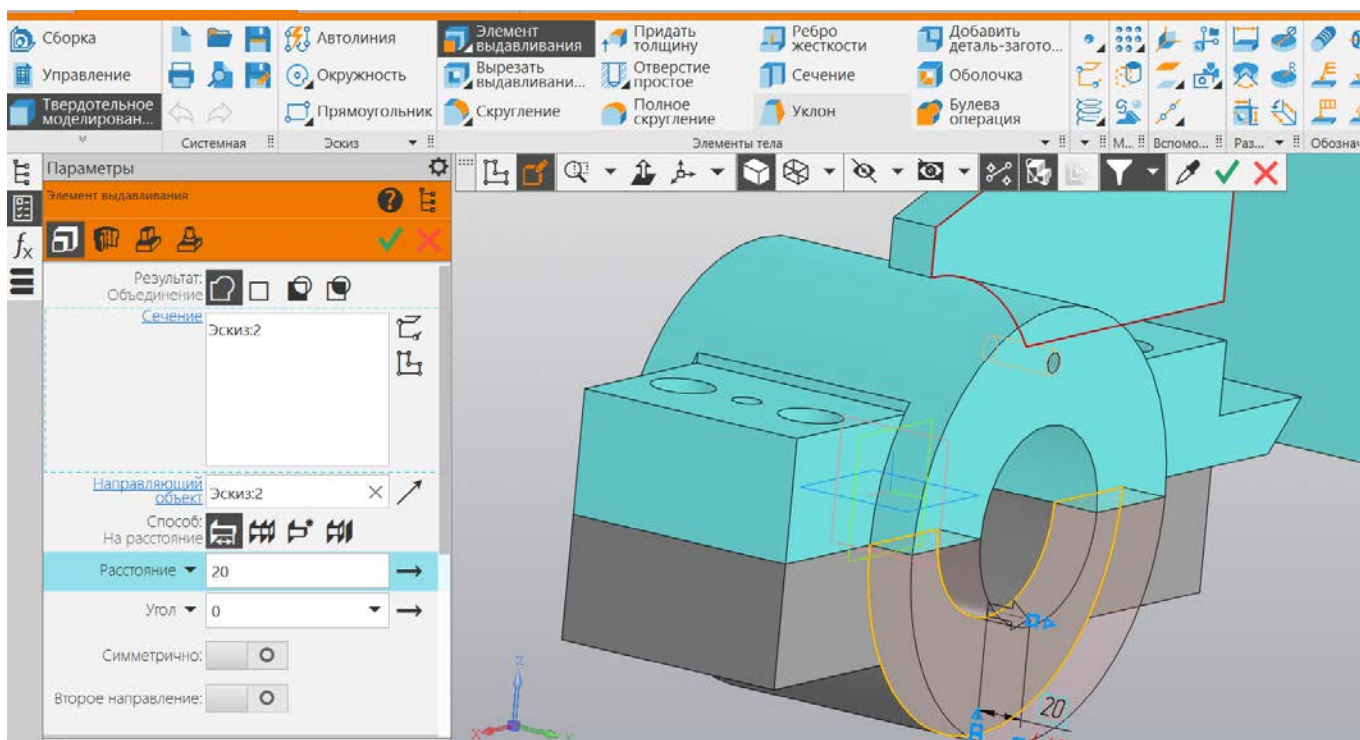 Сборка
Управление
Твердотельное
моделирован...
Системная
Автолиния
Окружность
Прямоугольник
Эскиз
Элемент
выдавливания
Вырезать
выдавливани...
Скругление
Придать
толщину
Отверстие
простое
Полное
скругление
Ребро
жесткости
Сечение
Уклон
Добавить
деталь-загото...
Оболочка
Булева
операция
Элементы тела
М...
Вспомо...
Раз...
Обознач
Параметры
Элемент выдавливания
Результат:
Объединение
Сечение
Эскиз:2
Направляющий
объект
Эскиз:2
Способ:
На расстояние
Расстояние
20
Угол
0
Симметрично:
Второе направление:
Z
X
Y
20